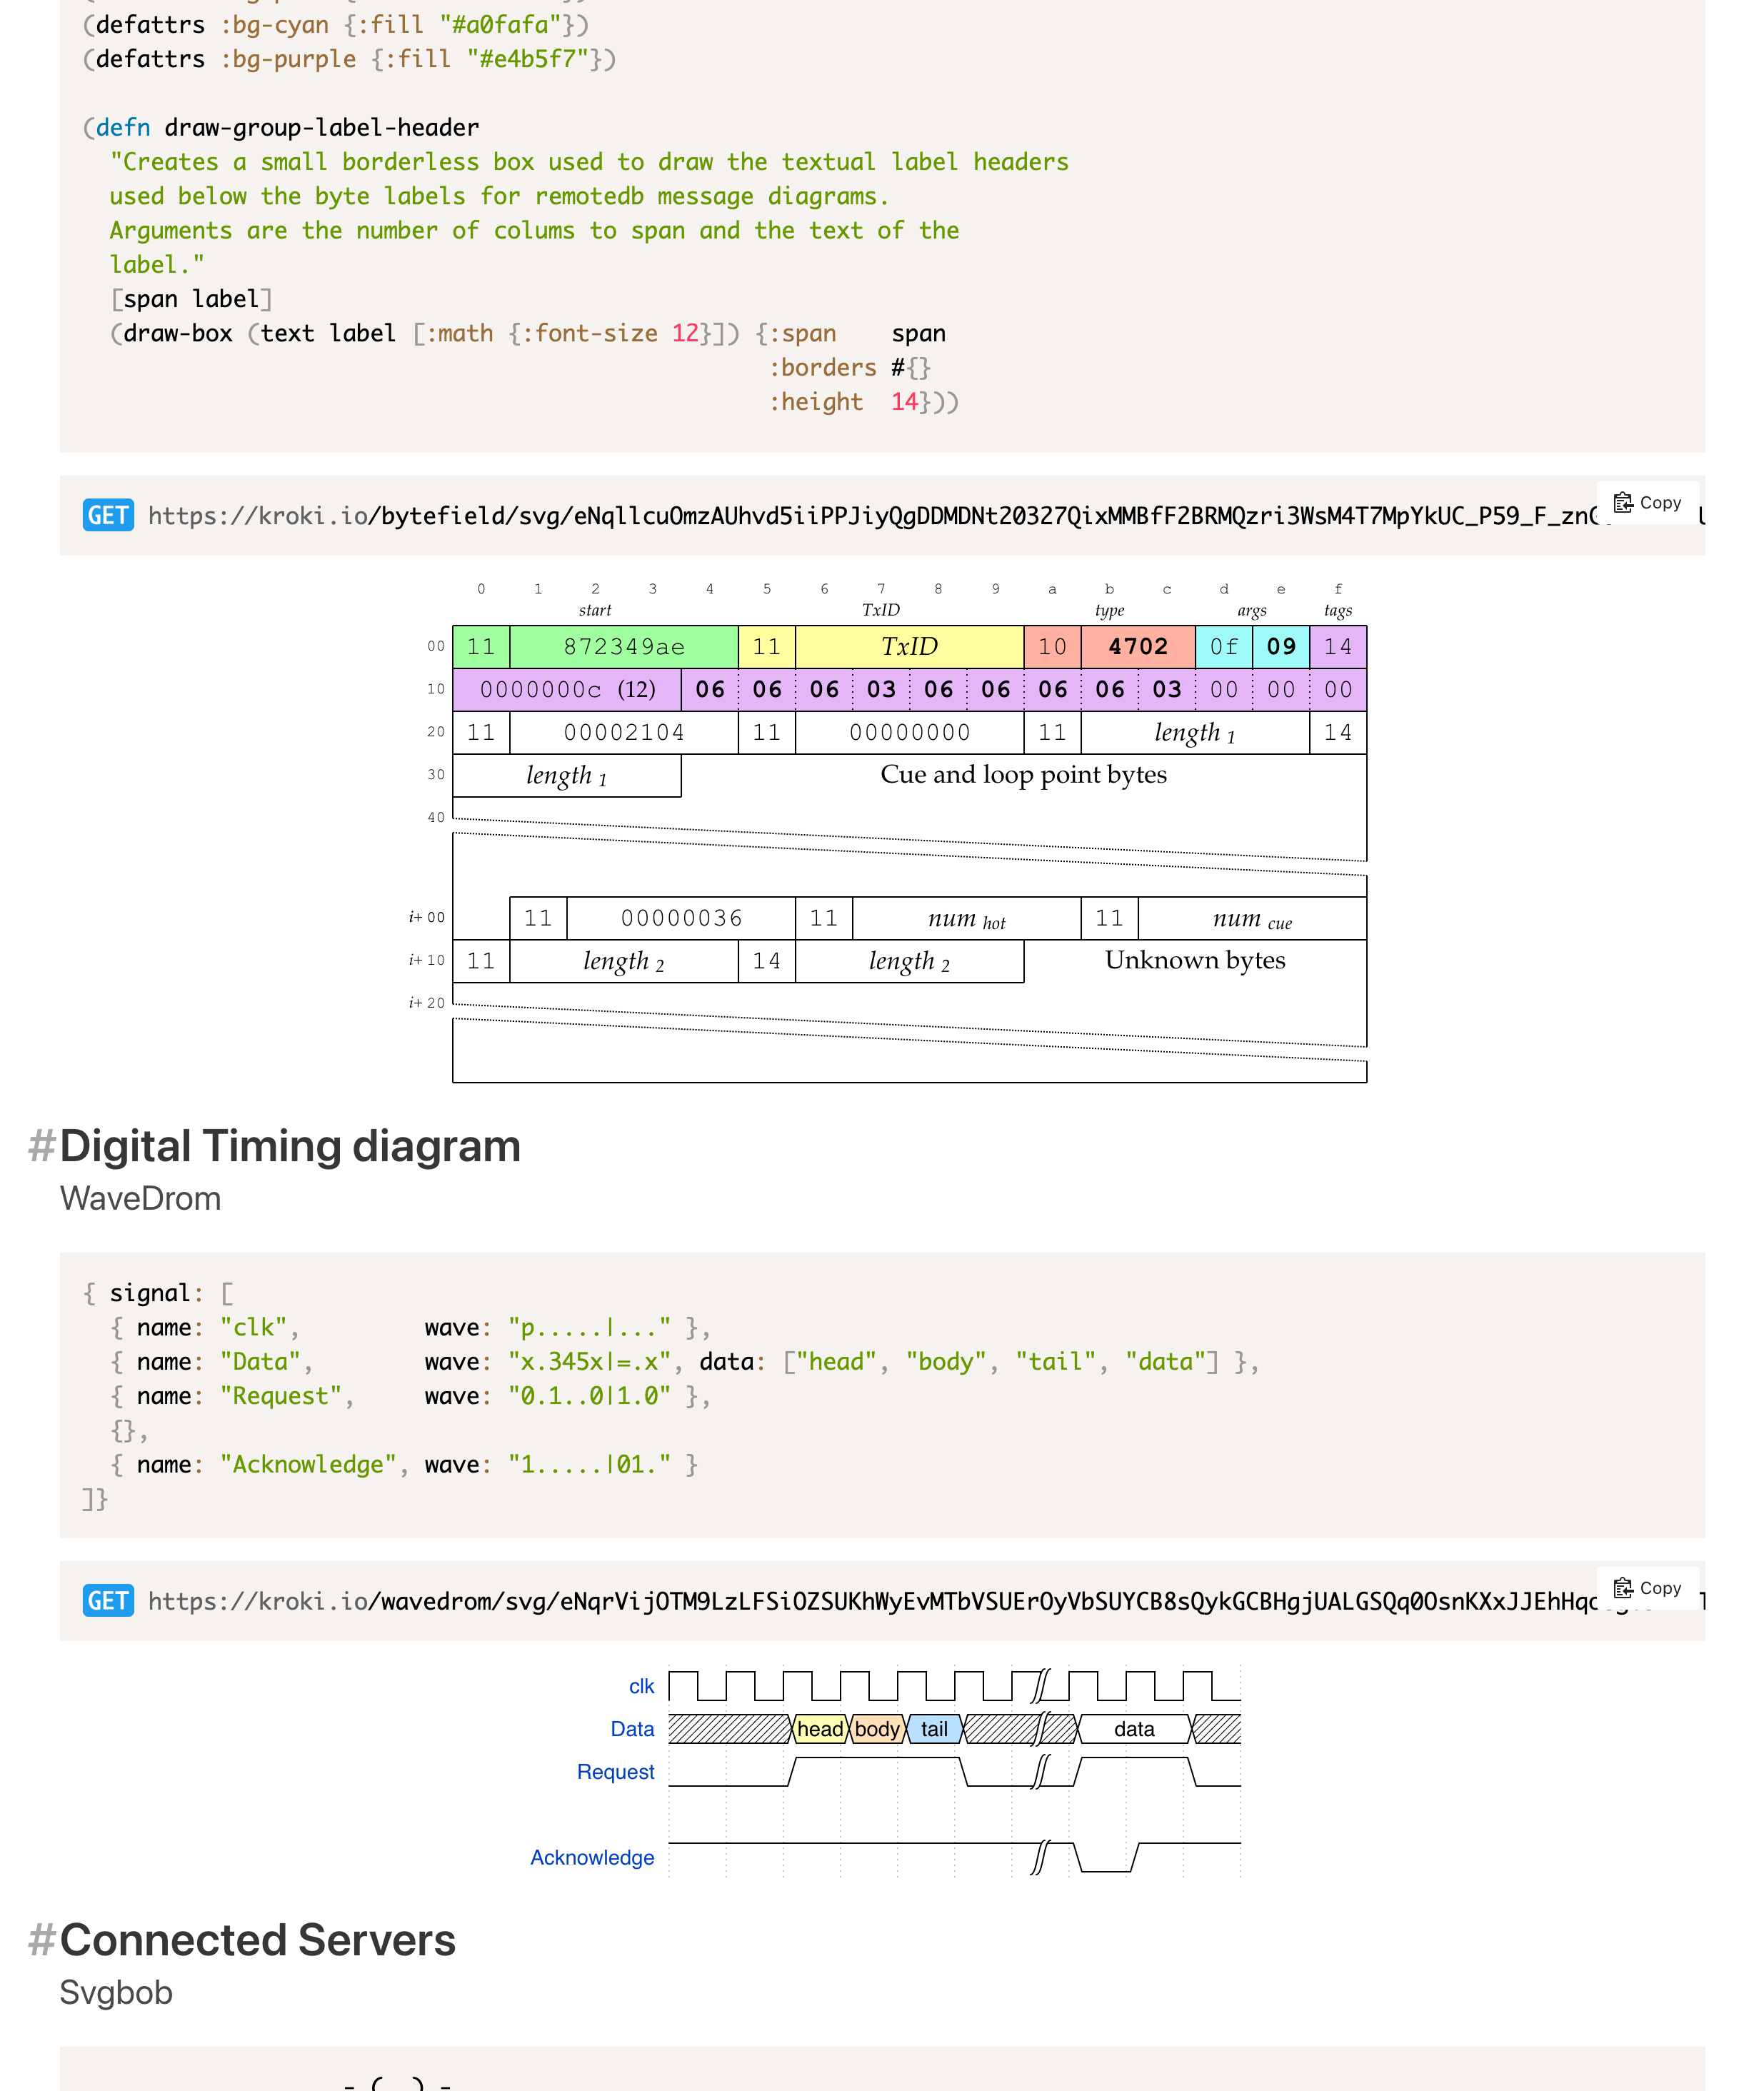 (defattrs :bg-cyan {:fill "#a0fafa"})
(defattrs :bg-purple {:fill "#e4b5f7"})
(defn draw-group-label-header
"Creates a small borderless box used to draw the textual label headers
used below the byte labels for remotedb message diagrams.
Arguments are the number of colums to span and the text of the
label."
[span label]
(draw-box (text label [:math {:font-size 12}]) {:span span
:borders #{}
:height 14}))
Copy
GET https://kroki.io/bytefield/svg/
0 1 2 3 4 5 6 7 8 9 a b c d e f
start TxID type args tags
00 11 872349ae 11 TxID 10 4702 0f 09 14
10 0000000c (12) 06 06 06 03 06 06 06 06 03 00 00 00
20 11 00002104 11 00000000 11 length 1 14
30 length 1 Cue and loop point bytes
40
i+ 00 11 00000036 11 num hot 11 num cue
i+ 10 11 length 2 14 length 2 Unknown bytes
i+ 20
#Digital Timing diagram
WaveDrom
{ signal: [
{ name: "clk", wave: "p.....|..." },
{ name: "Data", wave: "x.345x|=.x", data: ["head", "body", "tail", "data"] },
{ name: "Request", wave: "0.1..0|1.0" },
{},
{ name: "Acknowledge", wave: "1.....|01." }
]}
Copy
GET https://kroki.io/wavedrom/svg/
clk
Data head body tail data
Request
Acknowledge
#Connected Servers
Svgbob